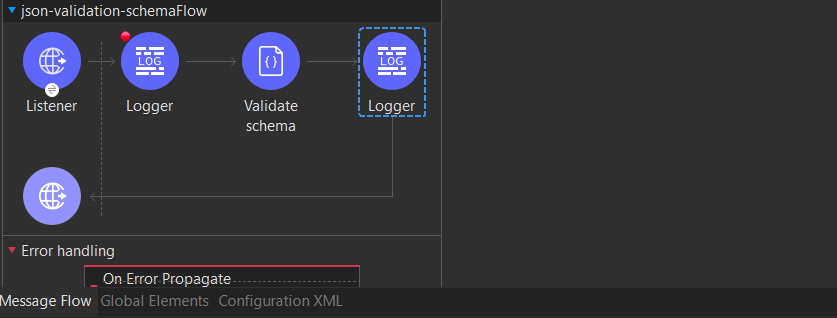 json-validation-schemaFlow
LOG
LOG
Listener
Logger
Validate
schema
Logger
Error handling
On Error Propagate
Message Flow
Global Elements
Configuration XML